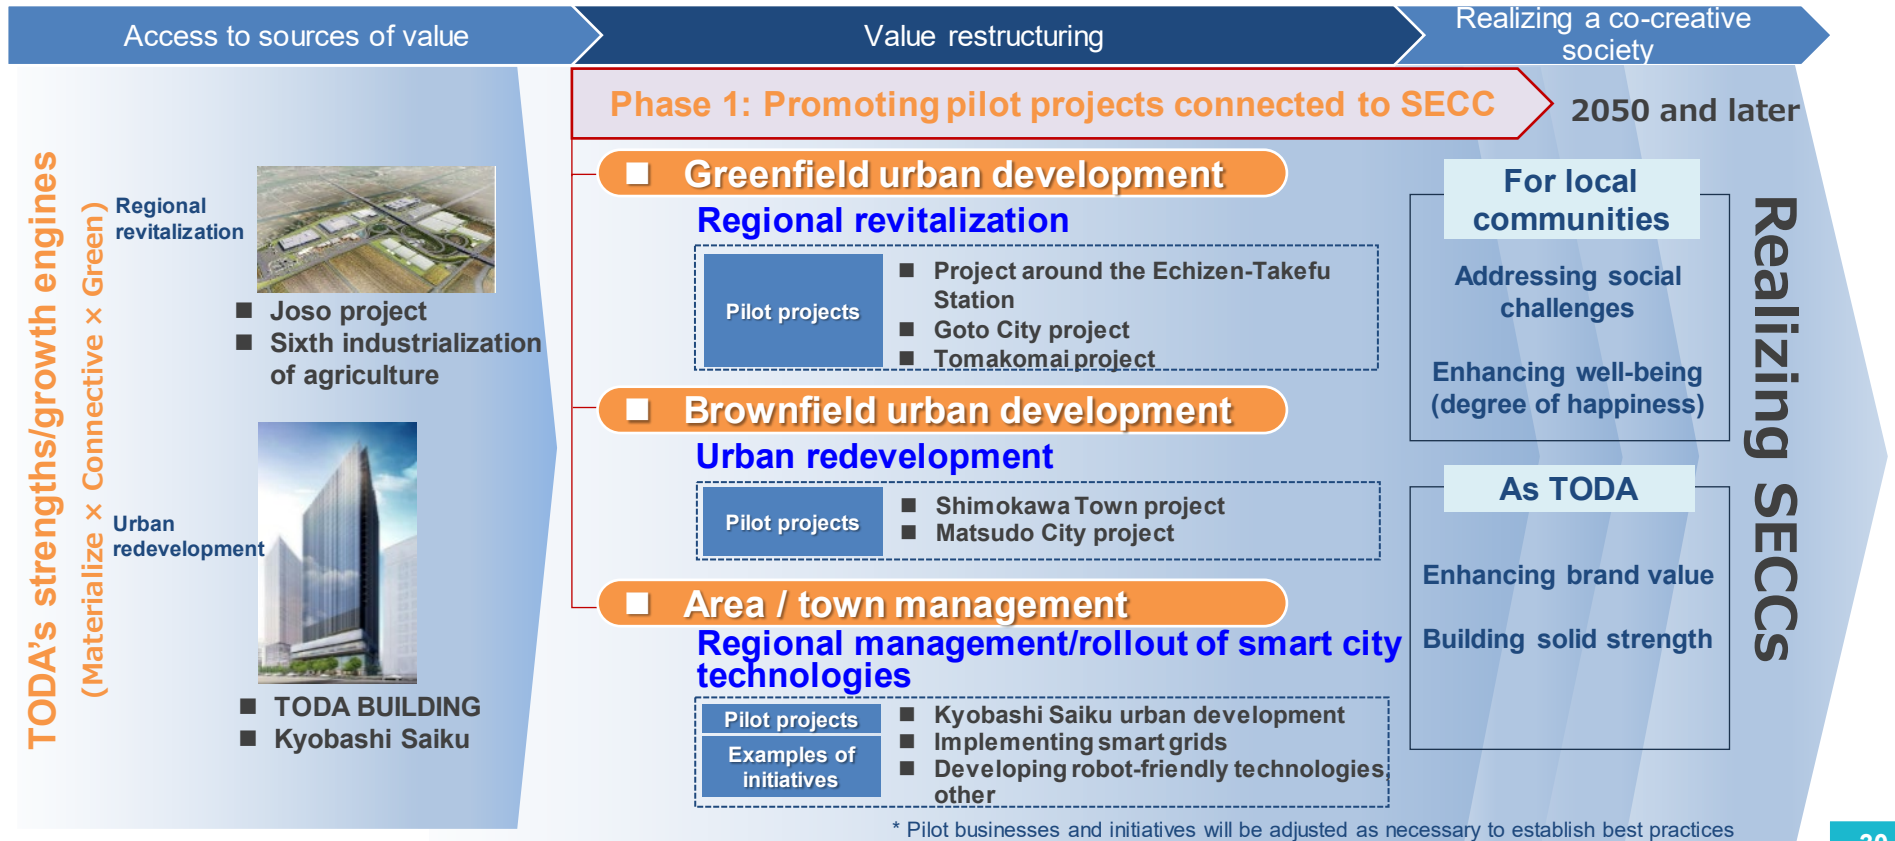 Access to sources of value
Value restructuring
Realizing a co-creative
society
TODA's strengths/growth engines
(Materialize × Connective × Green)
Regional
revitalization
■ Joso project
■ Sixth industrialization
of agriculture
Urban
redevelopment
■ TODA BUILDING
■ Kyobashi Saiku
Phase 1: Promoting pilot projects connected to SECC
■ Greenfield urban development
Regional revitalization
Pilot projects
■ Project around the Echizen-Takefu
Station
■ Goto City project
■ Tomakomai project
■ Brownfield urban development
Urban redevelopment
Pilot projects
■ Shimokawa Town project
■ Matsudo City project
■ Area / town management
Regional management/rollout of smart city
technologies
Pilot projects
Examples of
initiatives
■ Kyobashi Saiku urban development
■ Implementing smart grids
■ Developing robot-friendly technologies,
other
2050 and later
For local
communities
Addressing social
challenges
Enhancing well-being
(degree of happiness)
As TODA
Enhancing brand value
Building solid strength
Realizing SECCs
* Pilot businesses and initiatives will be adjusted as necessary to establish best practices